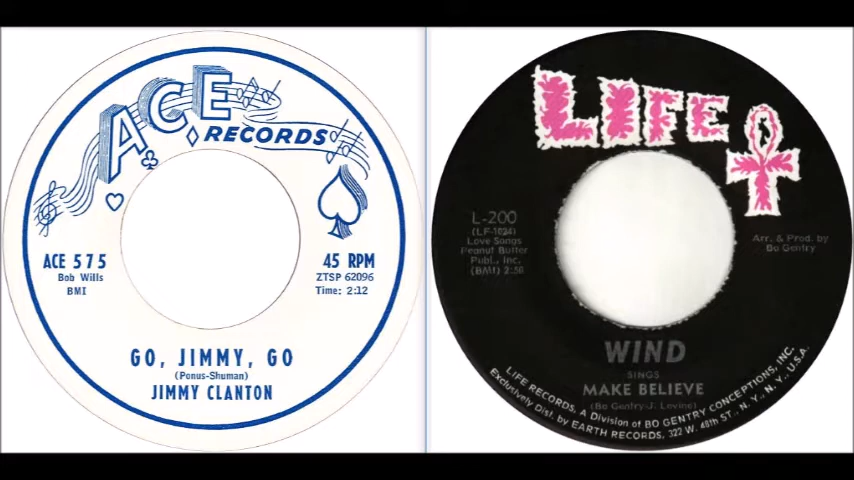 ACE
RECORDS
ACE 575
Bob Wills
BMI
45 RPM
ZTSP 62096
Time: 2:12
GO, JIMMY, GO
(Ponus-Shuman)
JIMMY CLANTON
LIFE
L-200
(LF-1024)
Love Songs
Peanut Butter
Publ., Inc.
(BMI) 2:50
Arr. & Prod. by
Bo Gentry
WIND
SINGS
MAKE BELIEVE
(Bo Gentry-J. Levine)
LIFE RECORDS, A Division of BO GENTRY CONCEPTIONS, INC.
Exclusively Dist. by EARTH RECORDS, 322 W. 48th ST., N. Y., N. Y., U.S.A.